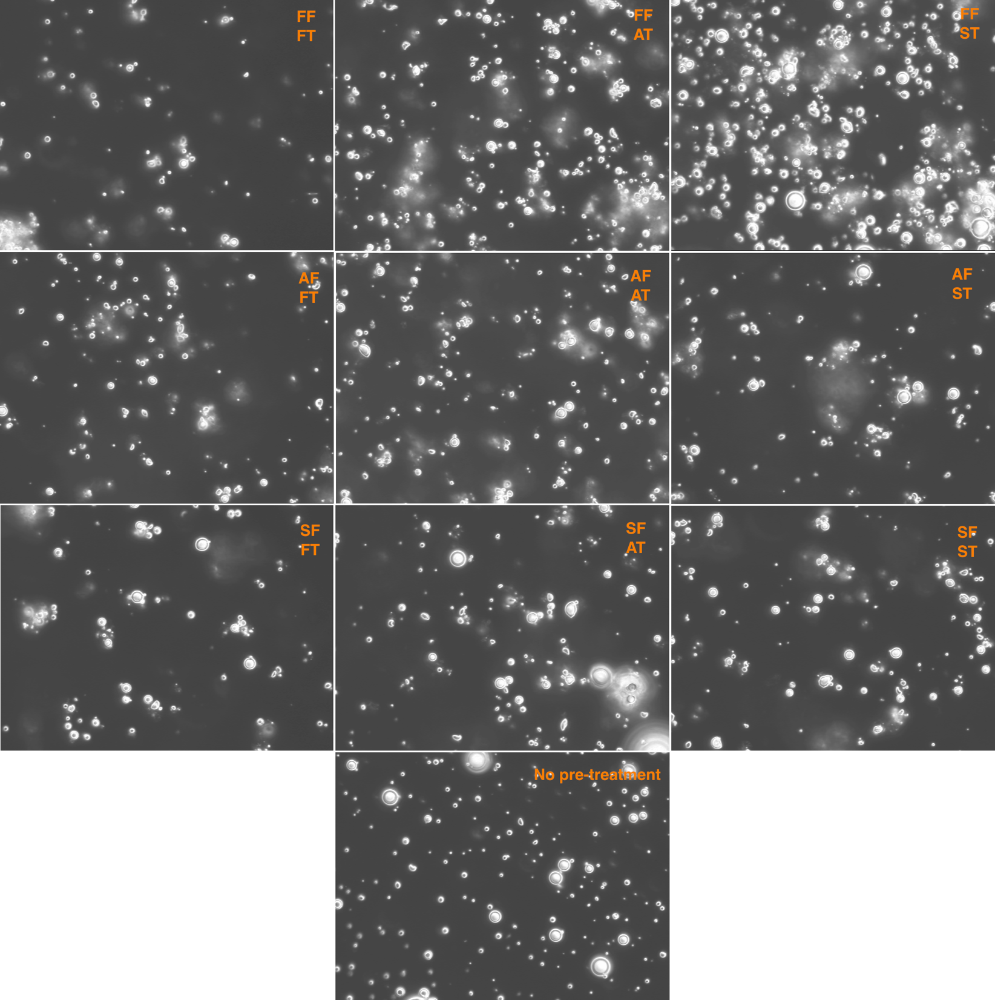 FF
FT
FF
AT
FF
ST
AF
FT
AF
AT
AF
ST
SF
FT
SF
AT
SF
ST
No pre-treatment